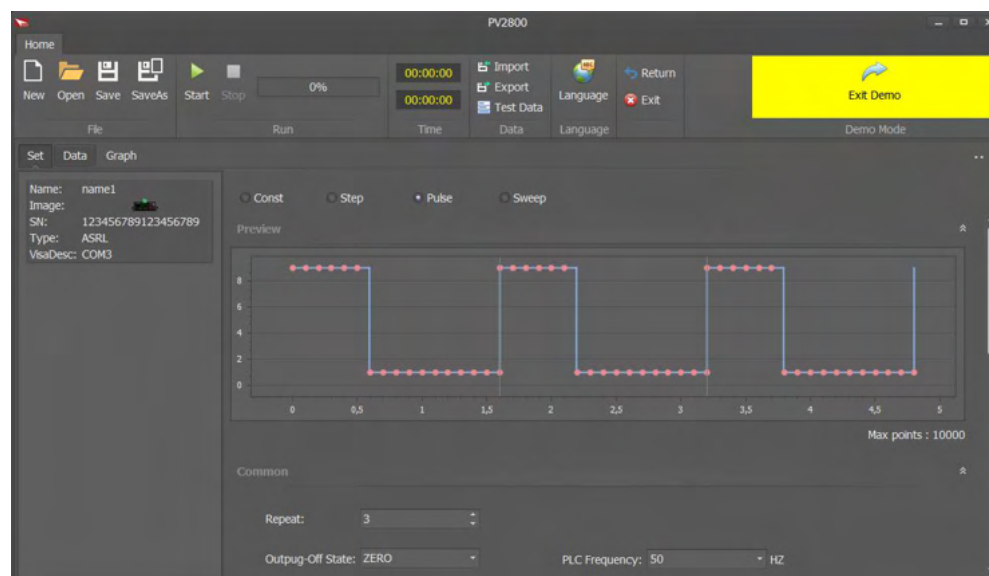 PV2800
Home
New Open Save SaveAs Start Stop 0% 00:00:00 00:00:00 Import Export Test Data Language Return Exit Exit Demo
File Run Time Data Language Demo Mode
Set Data Graph
Name: name1
Image:
SN: 123456789123456789
Type: ASRL
VisaDesc: COM3
Const Step Pulse Sweep
Preview
8
6
4
2
0
0 0,5 1 1,5 2 2,5 3 3,5 4 4,5 5
Max points : 10000
Common
Repeat: 3
Outpug-Off State: ZERO PLC Frequency: 50 HZ